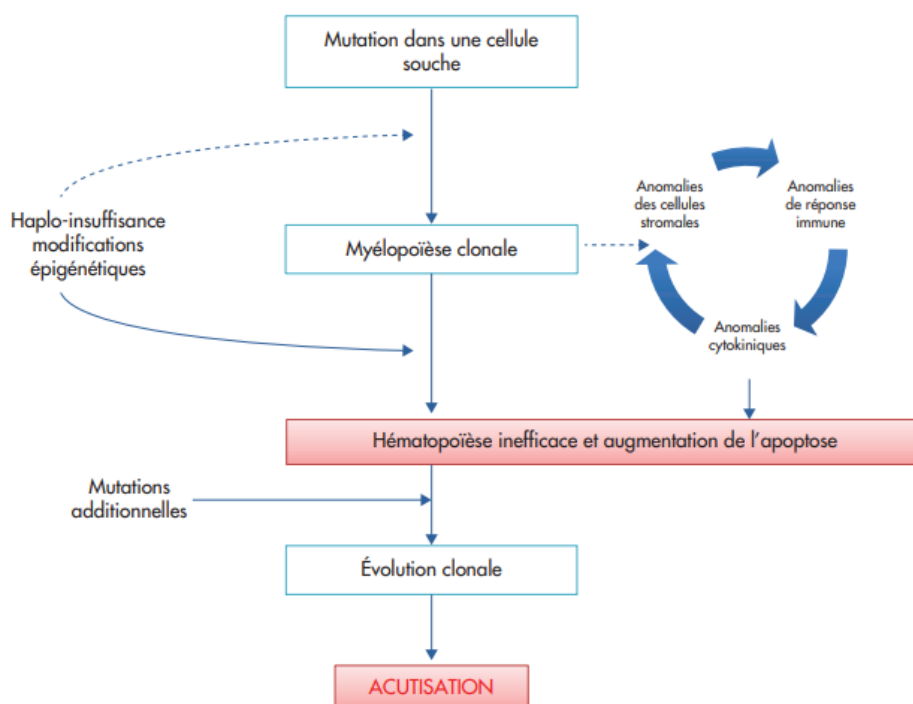 Mutation dans une cellule
souche
Haplo-insuffisance
modifications
épigénétiques
Myélopoïèse clonale
Anomalies
des cellules
stromales
Anomalies
de réponse
immune
Anomalies
cytokiniques
Hématopoïèse inefficace et augmentation de l'apoptose
Mutations
additionnelles
Évolution clonale
ACUTISATION